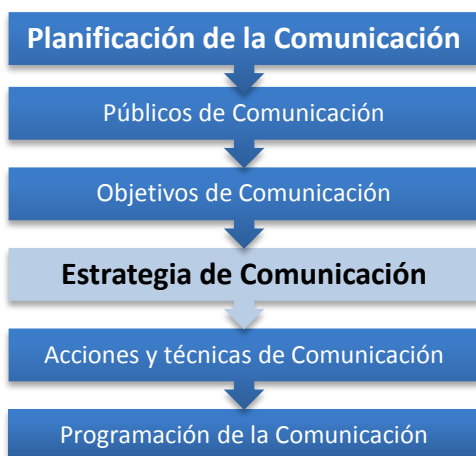 Planificación de la Comunicación
Públicos de Comunicación
Objetivos de Comunicación
Estrategia de Comunicación
Acciones y técnicas de Comunicación
Programación de la Comunicación